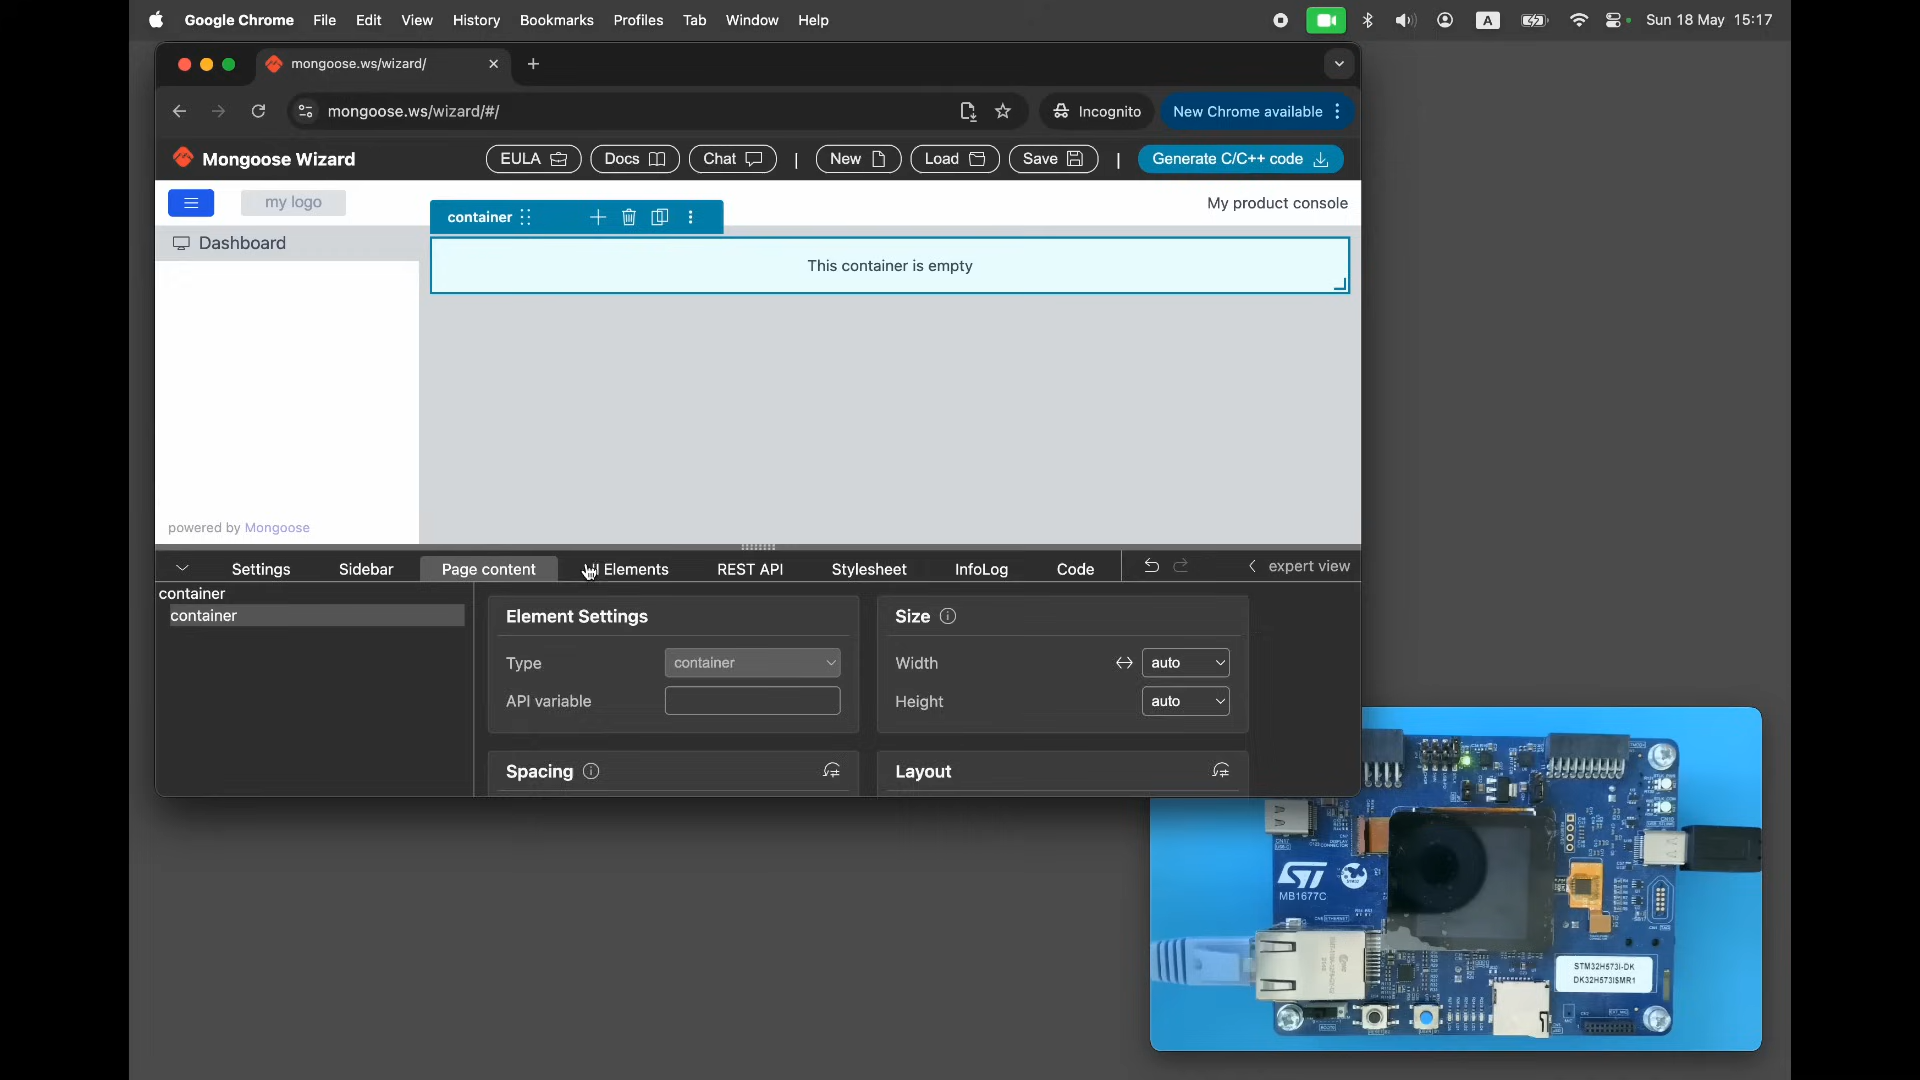 Google Chrome File Edit View History Bookmarks Profiles Tab Window Help
A
Sun 18 May 15:17
mongoose.ws/wizard/
mongoose.ws/wizard/#/
Incognito
New Chrome available
Mongoose Wizard
EULA
Docs
Chat
|
New
Load
Save
|
Generate C/C++ code
my logo
container
My product console
Dashboard
This container is empty
powered by Mongoose
Settings
Sidebar
Page content
UI Elements
REST API
Stylesheet
InfoLog
Code
expert view
container
container
Element Settings
Type
container
API variable
Size
Width
auto
Height
auto
Spacing
Layout
MB1677C
STM32H573I-DK
DK32H573I$MR1